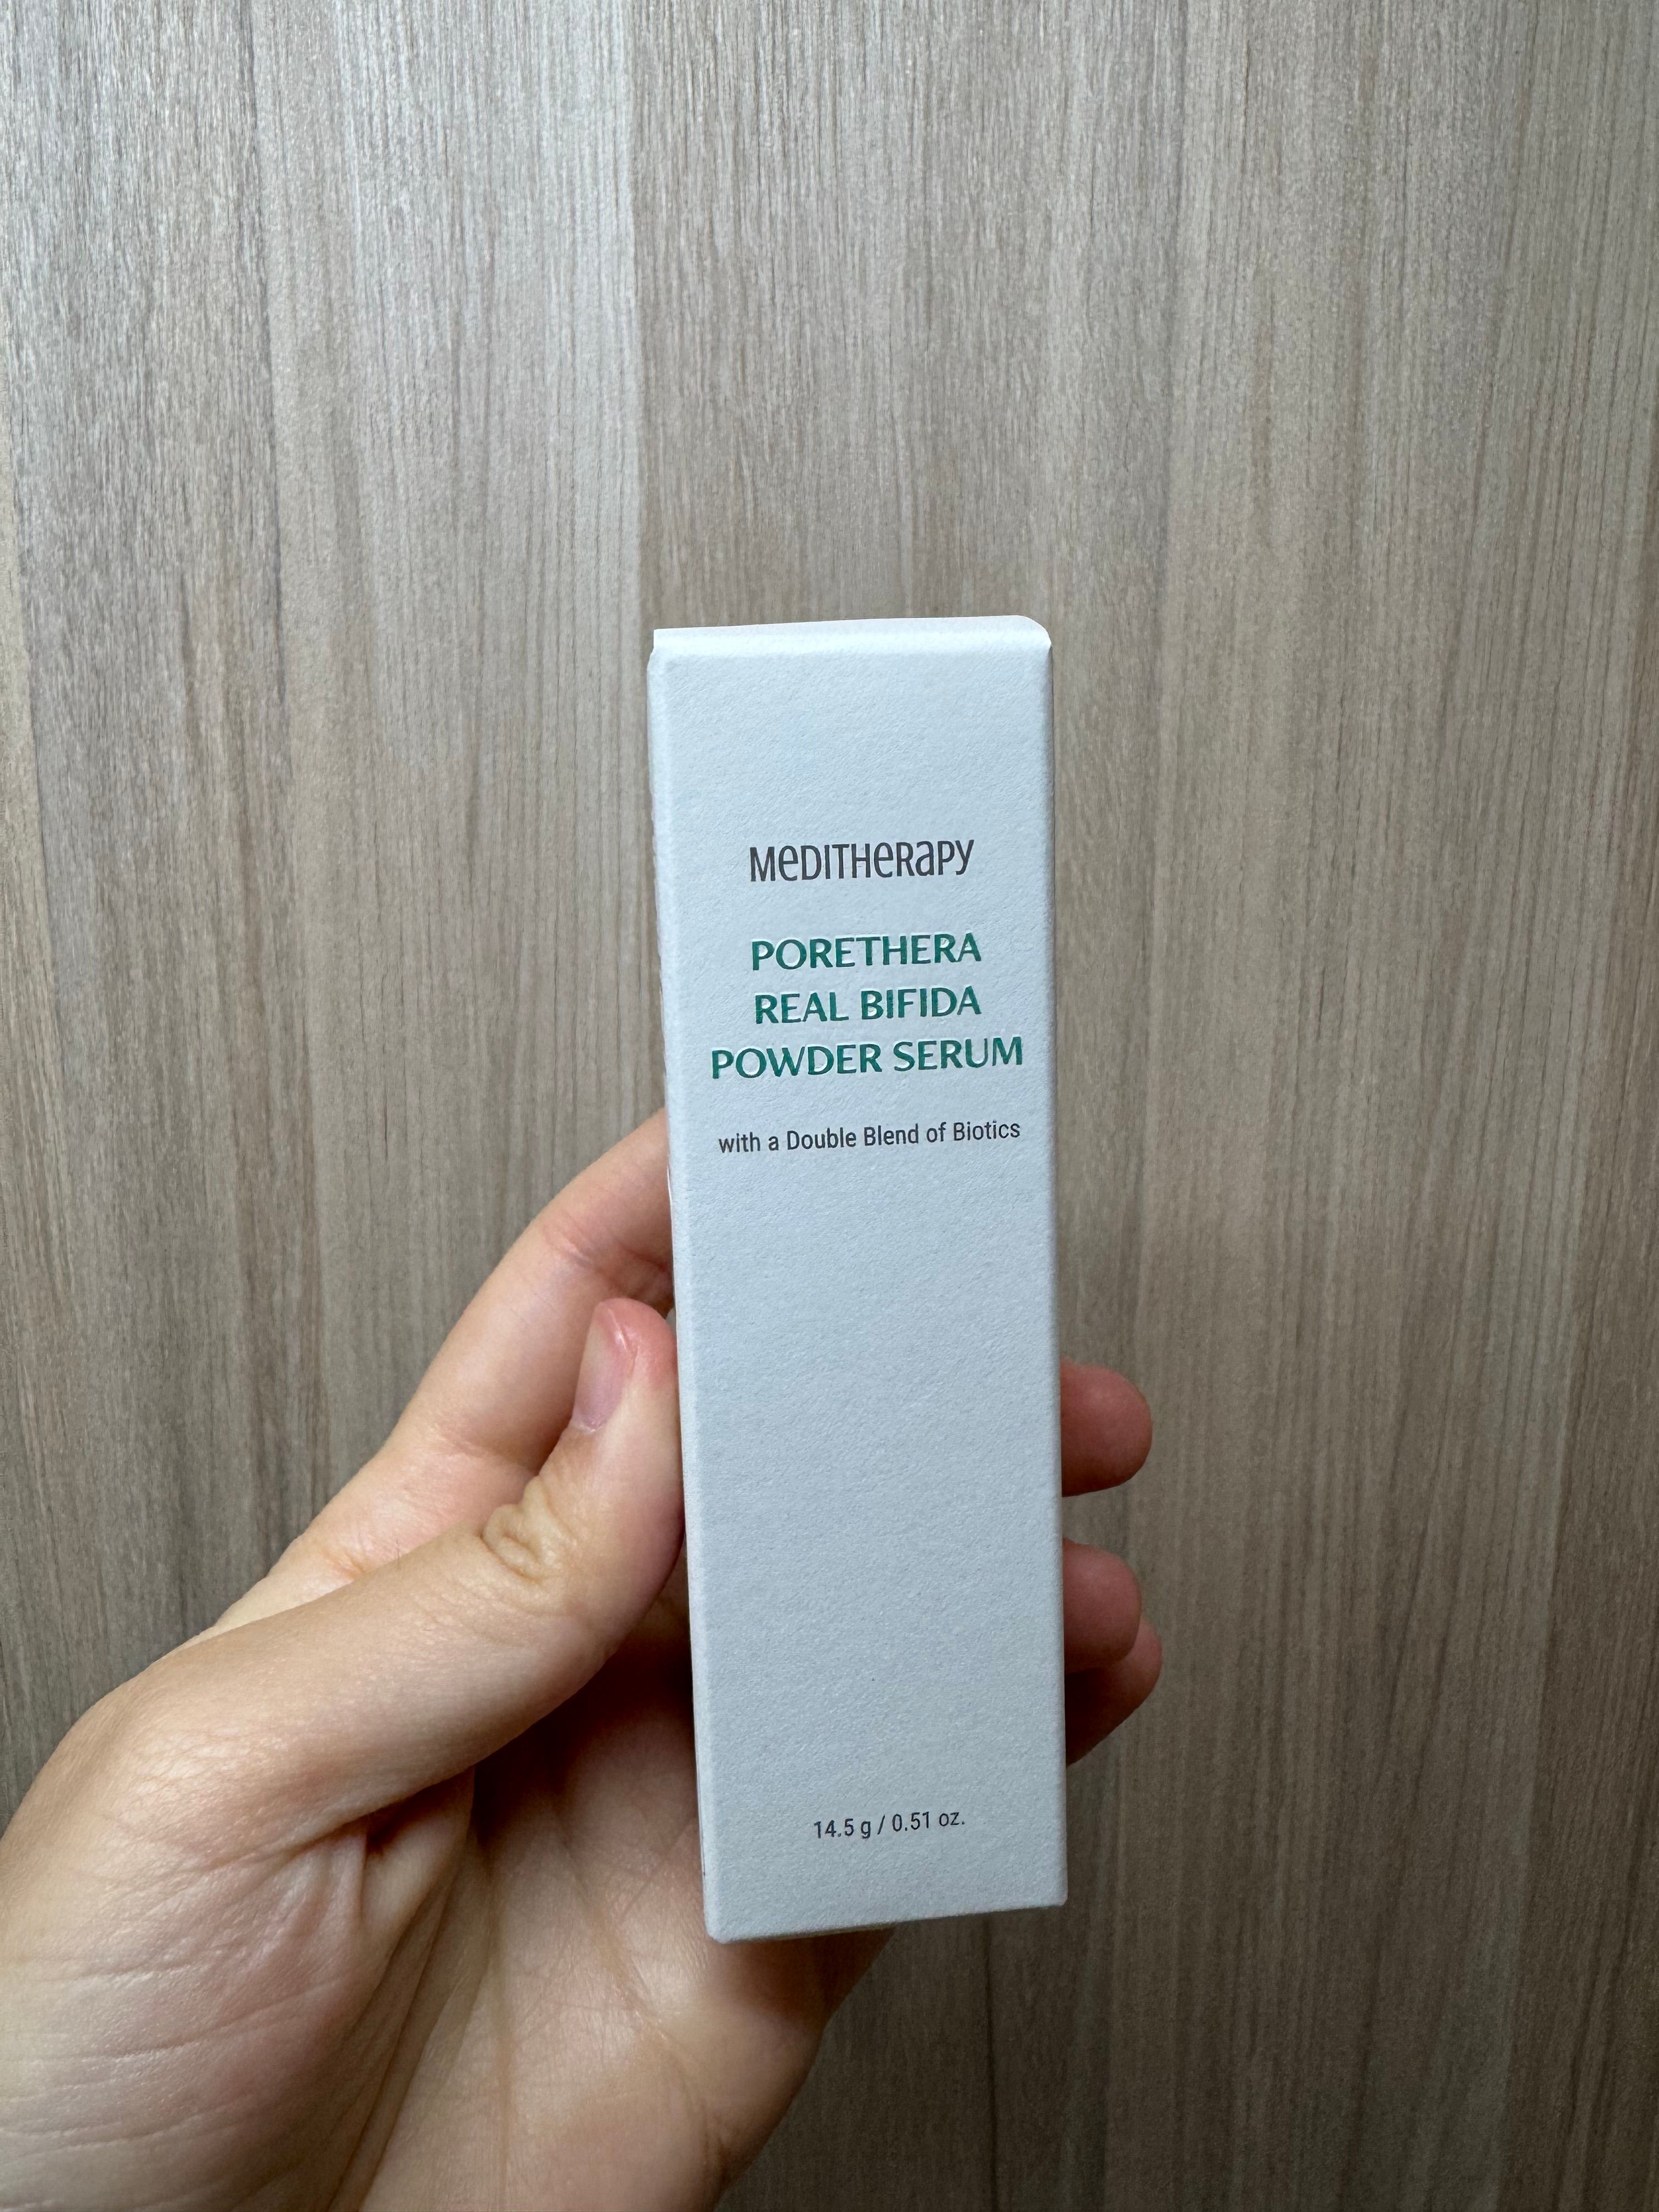 MEDITHERAPY
PORETHERA
REAL BIFIDA
POWDER SERUM
with a Double Blend of Biotics
14.5 g / 0.51 oz.